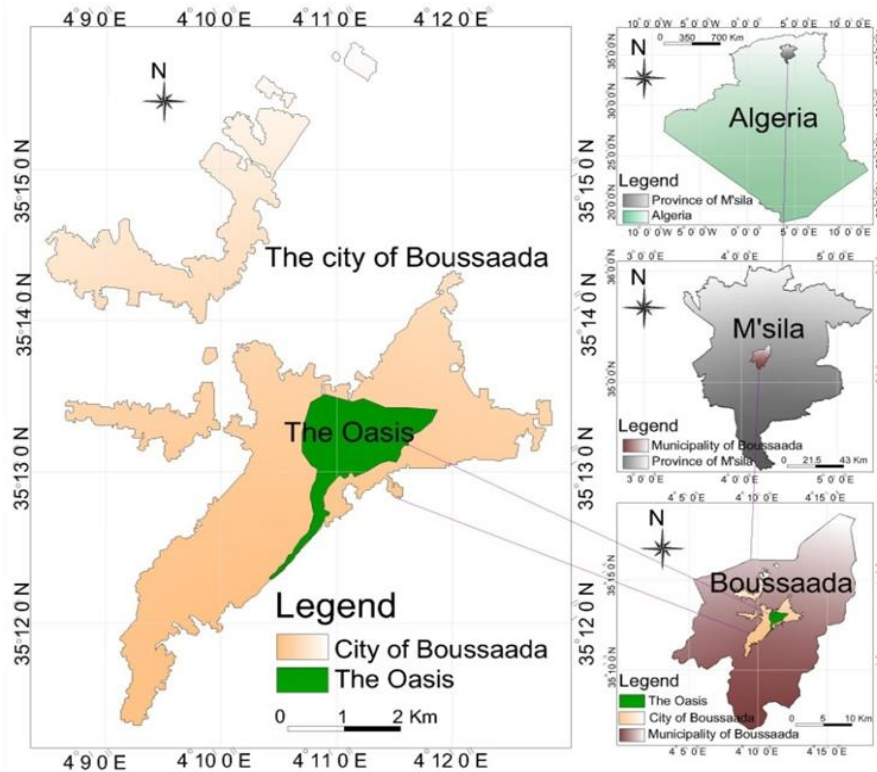 4°9'0"E 4°10'0"E 4°11'0"E 4°12'0"E
N
35°15'0"N
The city of Boussaada
35°14'0"N
The Oasis
35°13'0"N
35°12'0"N
Legend
City of Boussaada
The Oasis
0 1 2 Km
4°9'0"E 4°10'0"E 4°11'0"E 4°12'0"E
10°0'0"W 5°0'0"W 0°0'0" 5°0'0"E 10°0'0"E
0 350 700 Km
N
35°0'0"N
30°0'0"N
25°0'0"N
20°0'0"N
Algeria
Legend
Province of M'sila
Algeria
10°0'0"W 5°0'0"W 0°0'0" 5°0'0"E 10°0'0"E
3°0'0"E 4°0'0"E 5°0'0"E
N
36°0'0"N
M'sila
35°0'0"N
Legend
Municipality of Boussaada
Province of M'sila
0 21.5 43 Km
3°0'0"E 4°0'0"E 5°0'0"E
4°5'0"E 4°10'0"E 4°15'0"E
N
35°15'0"N
Boussaada
35°10'0"N
Legend
The Oasis
City of Boussaada
Municipality of Boussaada
0 5 10 Km
4°5'0"E 4°10'0"E 4°15'0"E